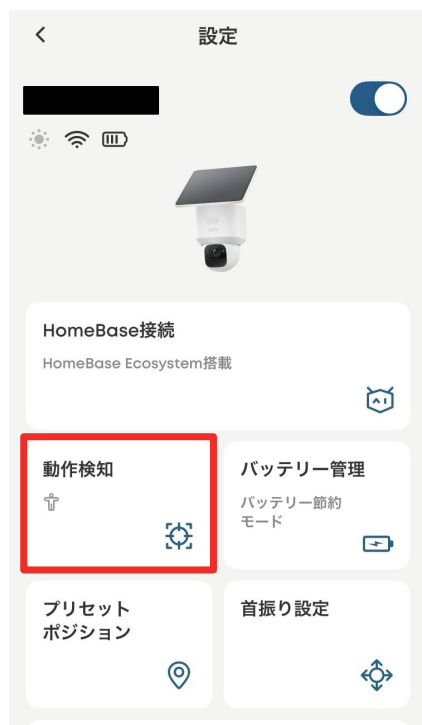 設定
HomeBase接続
HomeBase Ecosystem搭載
動作検知
バッテリー管理
バッテリー節約
モード
プリセット
ポジション
首振り設定